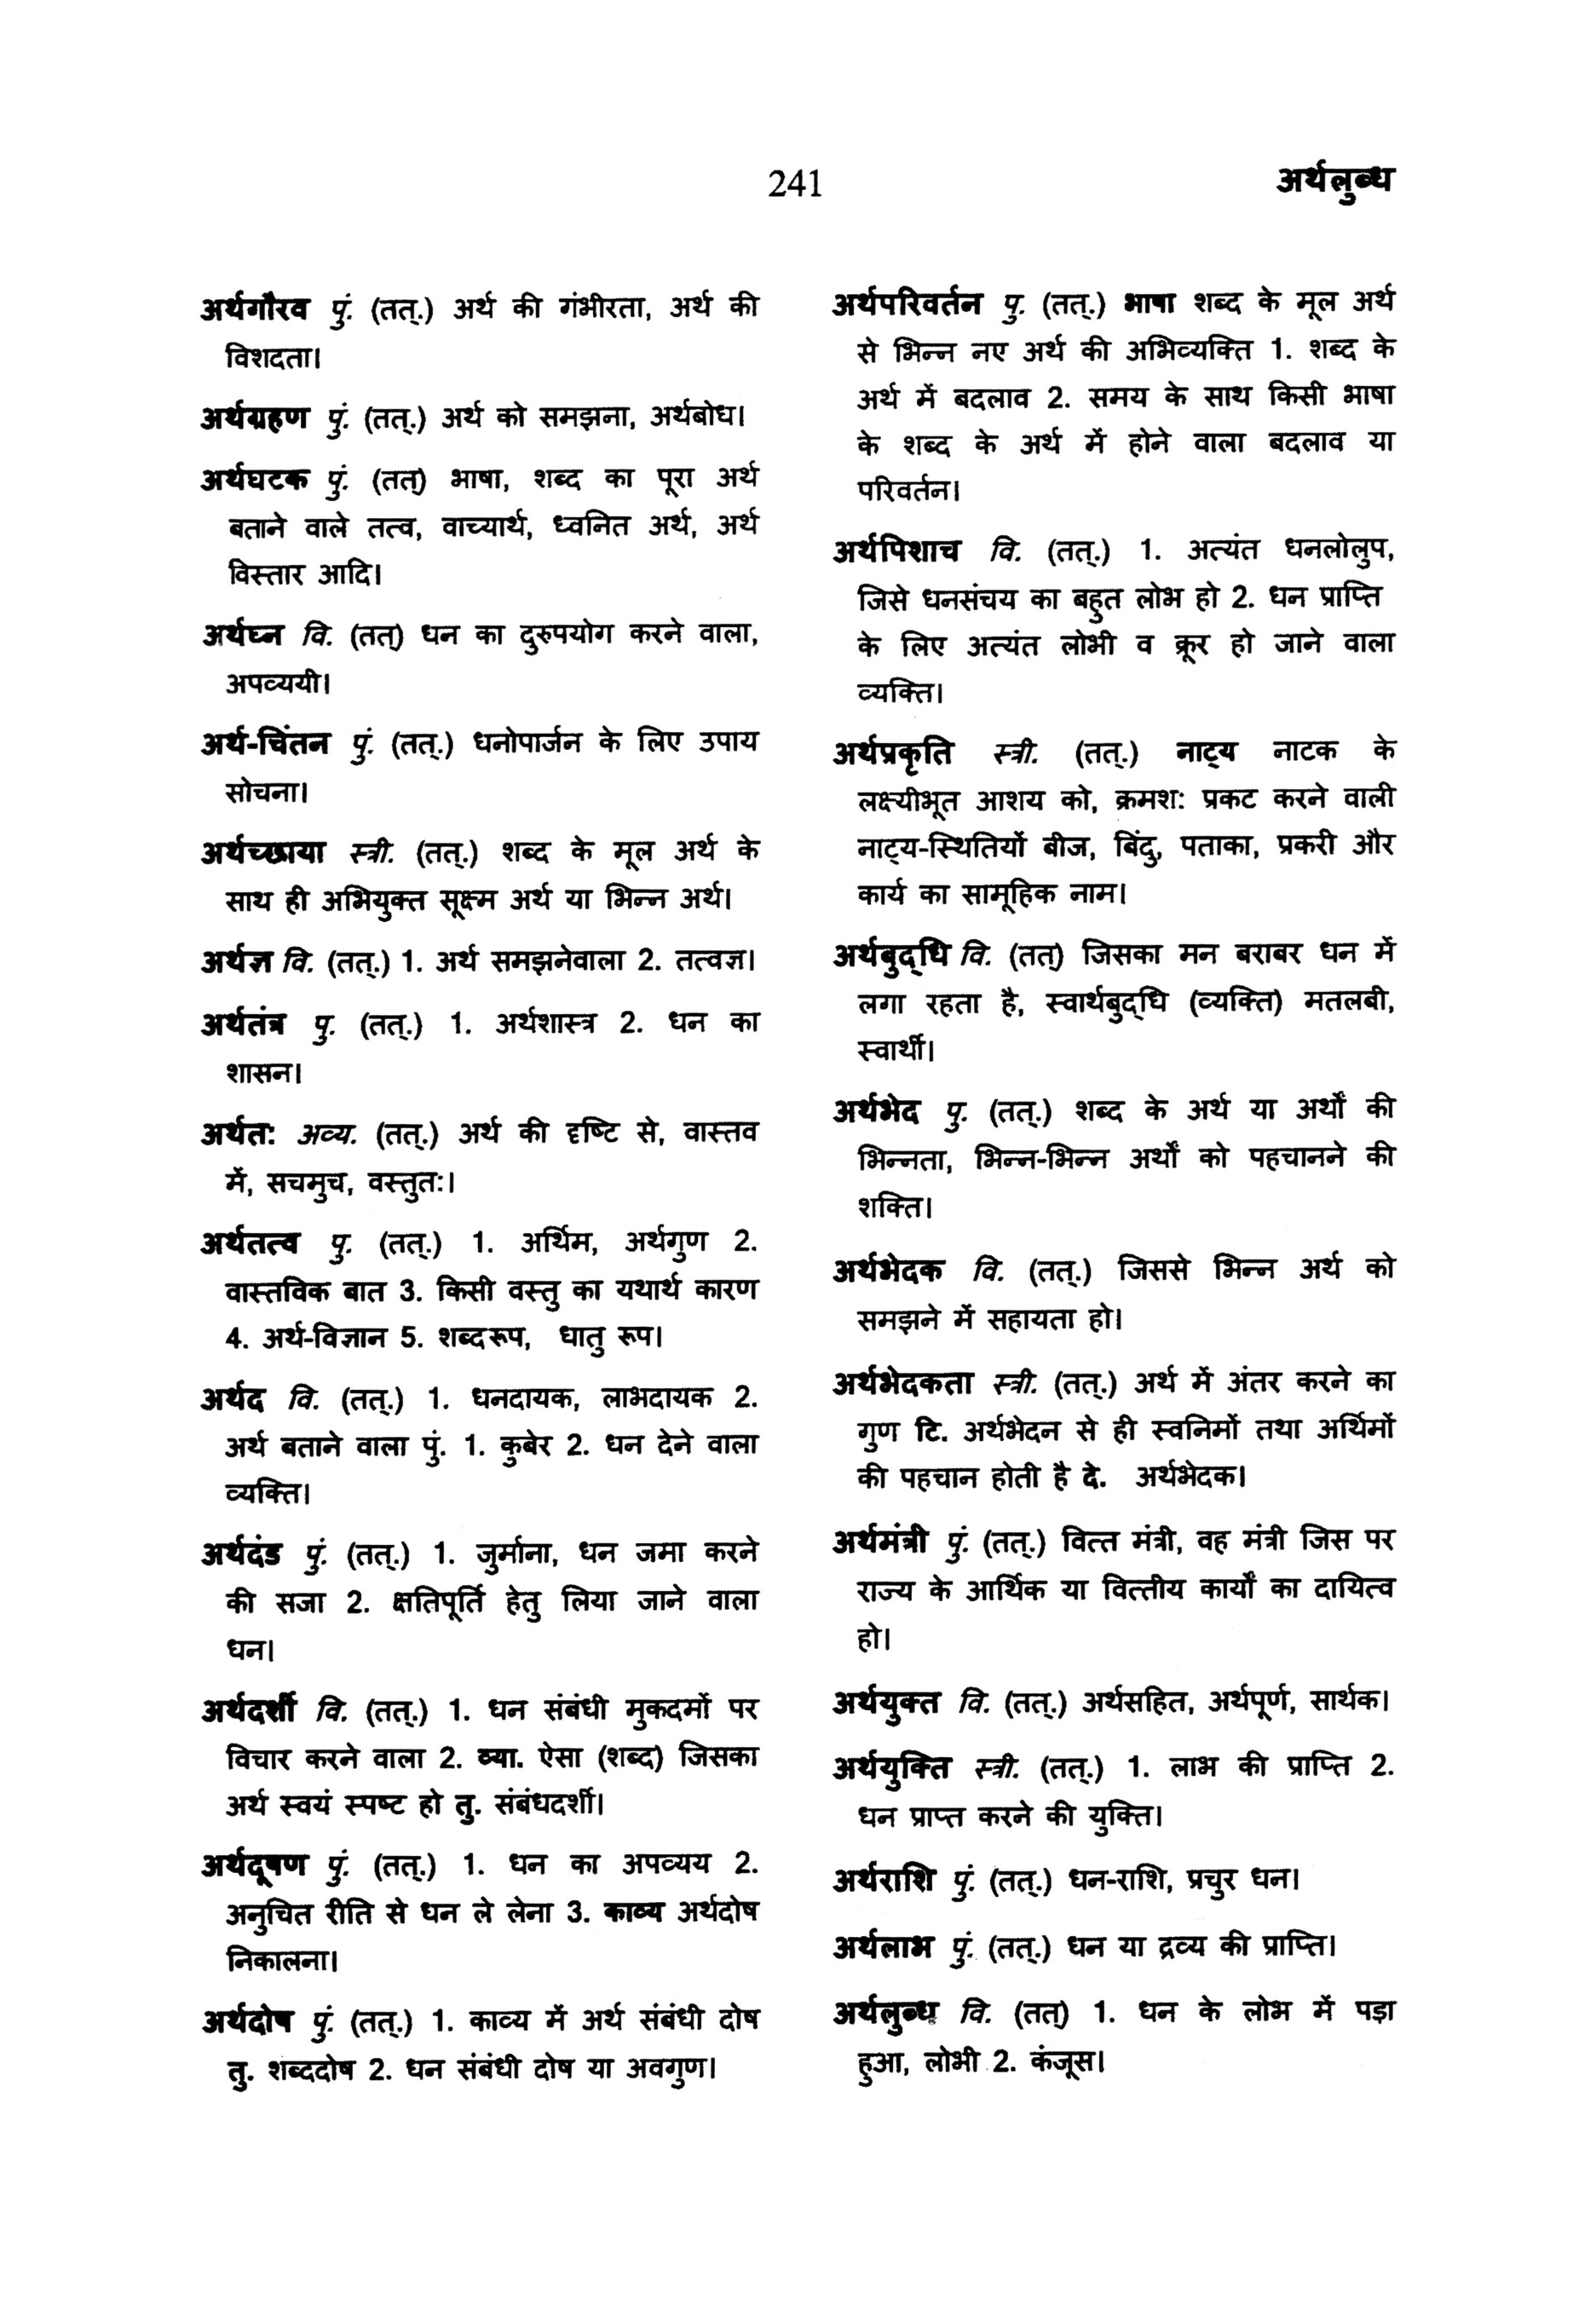 241
अर्थलुब्ध
अर्थगौरव पुं. (तत्.) अर्थ की गंभीरता, अर्थ की
विशदता।
अर्थग्रहण पुं. (तत्.) अर्थ को समझना, अर्थबोध।
अर्थघटक पुं. (तत्) भाषा, शब्द का पूरा अर्थ
बताने वाले तत्व, वाच्यार्थ, ध्वनित अर्थ, अर्थ
विस्तार आदि।
अर्थघ्न वि. (तत्) धन का दुरुपयोग करने वाला,
अपव्ययी।
अर्थ-चिंतन पुं. (तत्.) धनोपार्जन के लिए उपाय
सोचना।
अर्थच्छाया स्त्री. (तत्.) शब्द के मूल अर्थ के
साथ ही अभियुक्त सूक्ष्म अर्थ या भिन्न अर्थ।
अर्थज्ञ वि. (तत्.) 1. अर्थ समझनेवाला 2. तत्वज्ञ।
अर्थतंत्र पु. (तत्.) 1. अर्थशास्त्र 2. धन का
शासन।
अर्थत: अव्य. (तत्.) अर्थ की दृष्टि से, वास्तव
में, सचमुच, वस्तुतः।
अर्थतत्व पु. (तत्.) 1. अर्थिम, अर्थगुण 2.
वास्तविक बात 3. किसी वस्तु का यथार्थ कारण
4. अर्थ-विज्ञान 5. शब्दरूप, धातु रूप।
अर्थद वि. (तत्.) 1. धनदायक, लाभदायक 2.
अर्थ बताने वाला पुं. 1. कुबेर 2. धन देने वाला
व्यक्ति।
अर्थदंड पुं. (तत्.) 1. जुर्माना, धन जमा करने
की सजा 2. क्षतिपूर्ति हेतु लिया जाने वाला
धन।
अर्थदर्शी वि. (तत्.) 1. धन संबंधी मुकदमों पर
विचार करने वाला 2. व्या. ऐसा (शब्द) जिसका
अर्थ स्वयं स्पष्ट हो तु. संबंधदर्शी।
अर्थदूषण पुं. (तत्.) 1. धन का अपव्यय 2.
अनुचित रीति से धन ले लेना 3. काव्य अर्थदोष
निकालना।
अर्थदोष पुं. (तत्.) 1. काव्य में अर्थ संबंधी दोष
तु. शब्ददोष 2. धन संबंधी दोष या अवगुण।
अर्थपरिवर्तन पु. (तत्.) भाषा शब्द के मूल अर्थ
से भिन्न नए अर्थ की अभिव्यक्ति 1. शब्द के
अर्थ में बदलाव 2. समय के साथ किसी भाषा
के शब्द के अर्थ में होने वाला बदलाव या
परिवर्तन।
अर्थपिशाच वि. (तत्.) 1. अत्यंत धनलोलुप,
जिसे धनसंचय का बहुत लोभ हो 2. धन प्राप्ति
के लिए अत्यंत लोभी व क्रूर हो जाने वाला
व्यक्ति।
अर्थप्रकृति स्त्री. (तत्.) नाट्य नाटक के
लक्ष्यीभूत आशय को, क्रमश: प्रकट करने वाली
नाट्य-स्थितियों बीज, बिंदु, पताका, प्रकरी और
कार्य का सामूहिक नाम।
अर्थबुद्‌धि वि. (तत्) जिसका मन बराबर धन में
लगा रहता है, स्वार्थबुद्‌धि (व्यक्ति) मतलबी,
स्वार्थी।
अर्थभेद पु. (तत्.) शब्द के अर्थ या अर्थों की
भिन्नता, भिन्न-भिन्न अर्थों को पहचानने की
शक्ति।
अर्थभेदक वि. (तत्.) जिससे भिन्न अर्थ को
समझने में सहायता हो।
अर्थभेदकता स्त्री. (तत्.) अर्थ में अंतर करने का
गुण टि. अर्थभेदन से ही स्वनिमों तथा अर्थिमों
की पहचान होती है दे. अर्थभेदक।
अर्थमंत्री पुं. (तत्.) वित्त मंत्री, वह मंत्री जिस पर
राज्य के आर्थिक या वित्तीय कार्यों का दायित्व
हो।
अर्थयुक्त वि. (तत्.) अर्थसहित, अर्थपूर्ण, सार्थक।
अर्थयुक्ति स्त्री. (तत्.) 1. लाभ की प्राप्ति 2.
धन प्राप्त करने की युक्ति।
अर्थराशि पुं. (तत्.) धन-राशि, प्रचुर धन।
अर्थलाभ पुं. (तत्.) धन या द्रव्य की प्राप्ति।
अर्थलुब्ध वि. (तत्) 1. धन के लोभ में पड़ा
हुआ, लोभी 2. कंजूस।